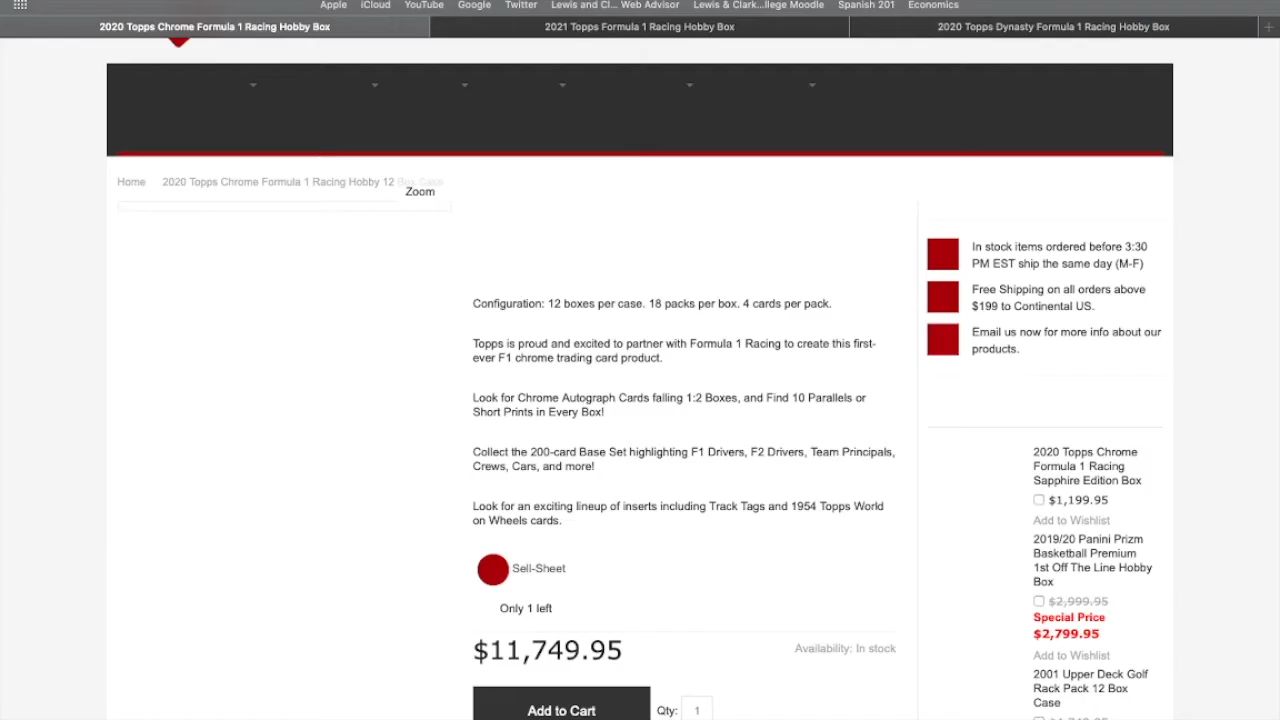 Apple iCloud YouTube Google Twitter Lewis and Cl... Web Advisor Lewis & Clark...llege Moodle Spanish 201 Economics
2020 Topps Chrome Formula 1 Racing Hobby Box
2021 Topps Formula 1 Racing Hobby Box
2020 Topps Dynasty Formula 1 Racing Hobby Box
Home
2020 Topps Chrome Formula 1 Racing Hobby 12 Box Case
Zoom
Configuration: 12 boxes per case. 18 packs per box. 4 cards per pack.
Topps is proud and excited to partner with Formula 1 Racing to create this first-
ever F1 chrome trading card product.
Look for Chrome Autograph Cards falling 1:2 Boxes, and Find 10 Parallels or
Short Prints in Every Box!
Collect the 200-card Base Set highlighting F1 Drivers, F2 Drivers, Team Principals,
Crews, Cars, and more!
Look for an exciting lineup of inserts including Track Tags and 1954 Topps World
on Wheels cards.
Sell-Sheet
Only 1 left
$11,749.95
Availability: In stock
Add to Cart
Qty: 1
In stock items ordered before 3:30
PM EST ship the same day (M-F)
Free Shipping on all orders above
$199 to Continental US.
Email us now for more info about our
products.
2020 Topps Chrome
Formula 1 Racing
Sapphire Edition Box
$1,199.95
Add to Wishlist
2019/20 Panini Prizm
Basketball Premium
1st Off The Line Hobby
Box
$2,999.95
Special Price
$2,799.95
Add to Wishlist
2001 Upper Deck Golf
Rack Pack 12 Box
Case